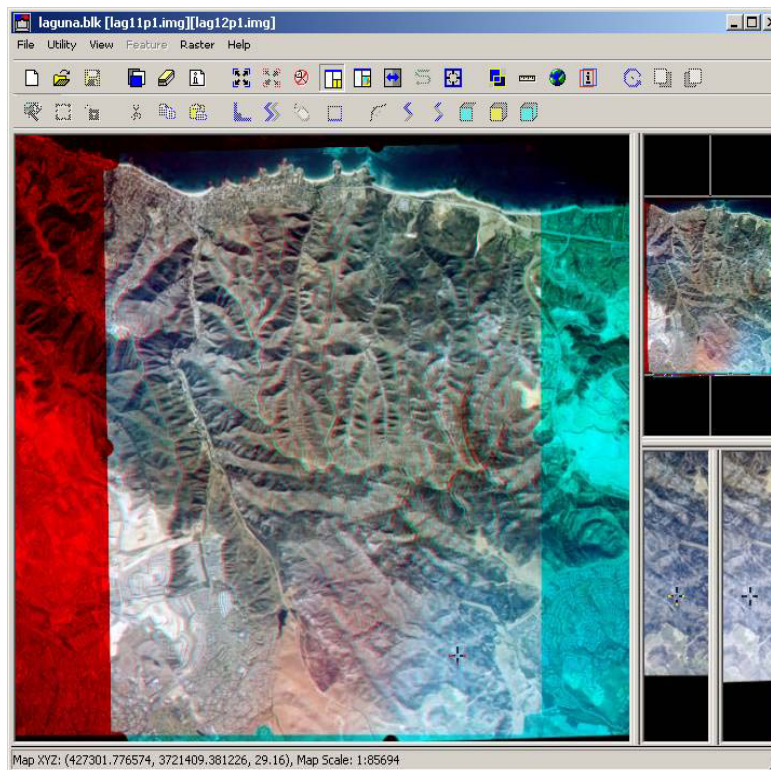 laguna.blk [lag11p1.img][lag12p1.img]
File Utility View Feature Raster Help
Map XYZ: (427301.776574, 3721409.381226, 29.16), Map Scale: 1:85694